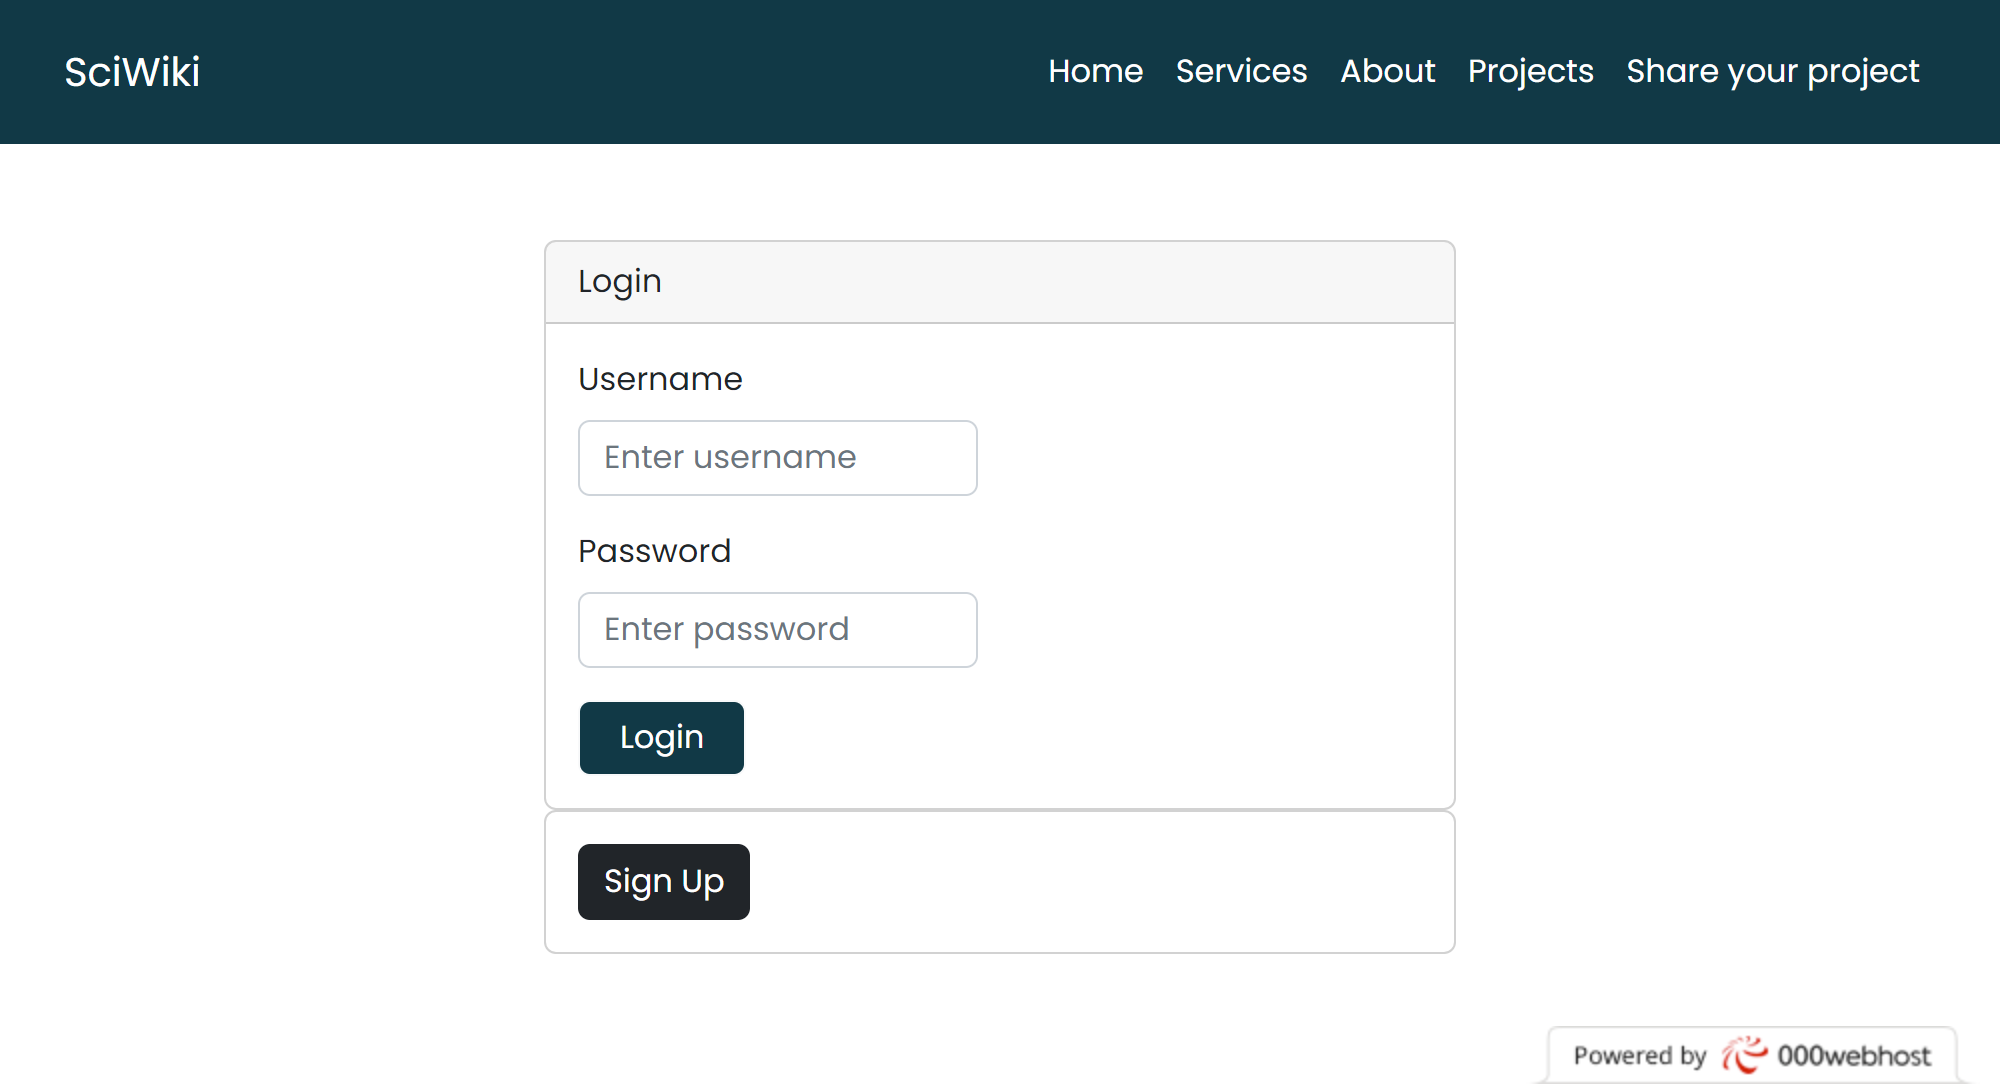 SciWiki
Home Services About Projects Share your project
Login
Username
Enter username
Password
Enter password
Login
Sign Up
Powered by 000webhost